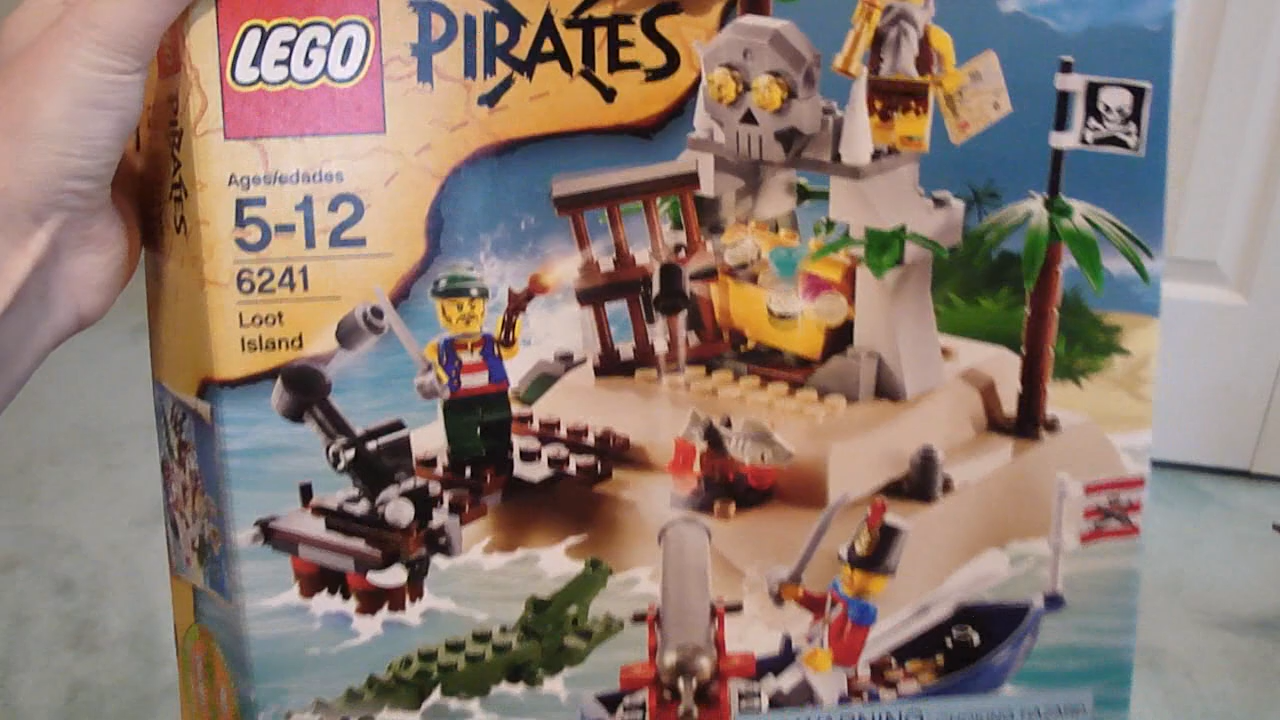 LEGO
PIRATES
Ages/edades
5-12
6241
Loot
Island
PIRATES
WARNING